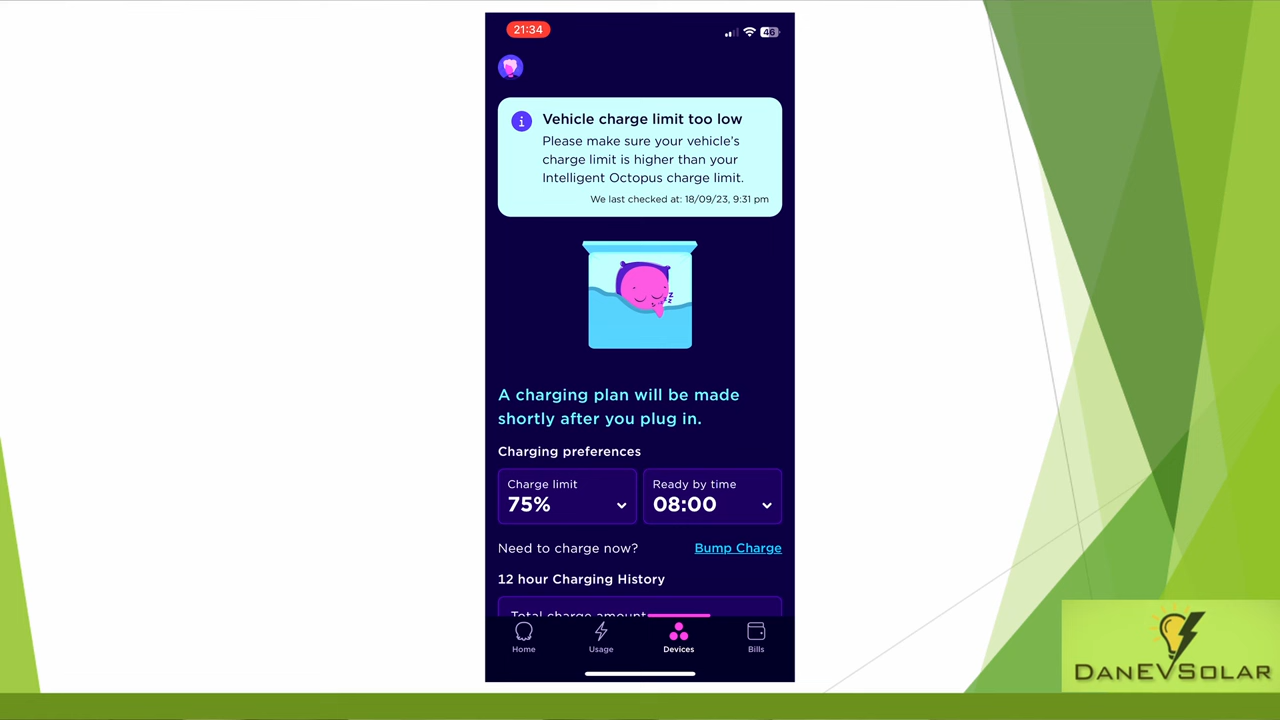 21:34
46
Vehicle charge limit too low
Please make sure your vehicle's
charge limit is higher than your
Intelligent Octopus charge limit.
We last checked at: 18/09/23, 9:31 pm
z
z
A charging plan will be made
shortly after you plug in.
Charging preferences
Charge limit
75%
Ready by time
08:00
Need to charge now?
Bump Charge
12 hour Charging History
Total charge amount
Home
Usage
Devices
Bills
DANEVSOLAR